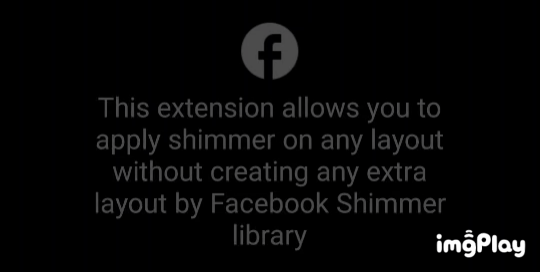 This extension allows you to
apply shimmer on any layout
without creating any extra
layout by Facebook Shimmer
library
imgPlay